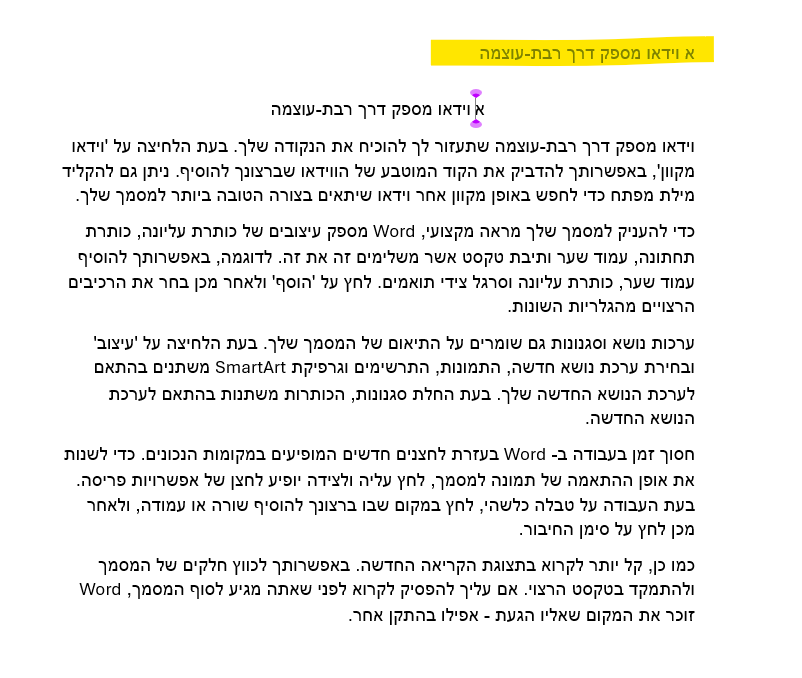 א וידאו מספק דרך רבת-עוצמה
א וידאו מספק דרך רבת-עוצמה
וידאו מספק דרך רבת-עוצמה שתעזור לך להוכיח את הנקודה שלך. בעת הלחיצה על 'וידאו
מקוון', באפשרותך להדביק את הקוד המוטבע של הווידאו שברצונך להוסיף. ניתן גם להקליד
מילת מפתח כדי לחפש באופן מקוון אחר וידאו שיתאים בצורה הטובה ביותר למסמך שלך.
כדי להעניק למסמך שלך מראה מקצועי, Word מספק עיצובים של כותרת עליונה, כותרת
תחתונה, עמוד שער ותיבת טקסט אשר משלימים זה את זה. לדוגמה, באפשרותך להוסיף
עמוד שער, כותרת עליונה וסרגל צידי תואמים. לחץ על 'הוסף' ולאחר מכן בחר את הרכיבים
הרצויים מהגלריות השונות.
ערכות נושא וסגנונות גם שומרים על התיאום של המסמך שלך. בעת הלחיצה על 'עיצוב'
ובחירת ערכת נושא חדשה, התמונות, התרשימים וגרפיקת SmartArt משתנים בהתאם
לערכת הנושא החדשה שלך. בעת החלת סגנונות, הכותרות משתנות בהתאם לערכת
הנושא החדשה.
חסוך זמן בעבודה ב- Word בעזרת לחצנים חדשים המופיעים במקומות הנכונים. כדי לשנות
את אופן ההתאמה של תמונה למסמך, לחץ עליה ולצידה יופיע לחצן של אפשרויות פריסה.
בעת העבודה על טבלה כלשהי, לחץ במקום שבו ברצונך להוסיף שורה או עמודה, ולאחר
מכן לחץ על סימן החיבור.
כמו כן, קל יותר לקרוא בתצוגת הקריאה החדשה. באפשרותך לכווץ חלקים של המסמך
ולהתמקד בטקסט הרצוי. אם עליך להפסיק לקרוא לפני שאתה מגיע לסוף המסמך, Word
זוכר את המקום שאליו הגעת - אפילו בהתקן אחר.